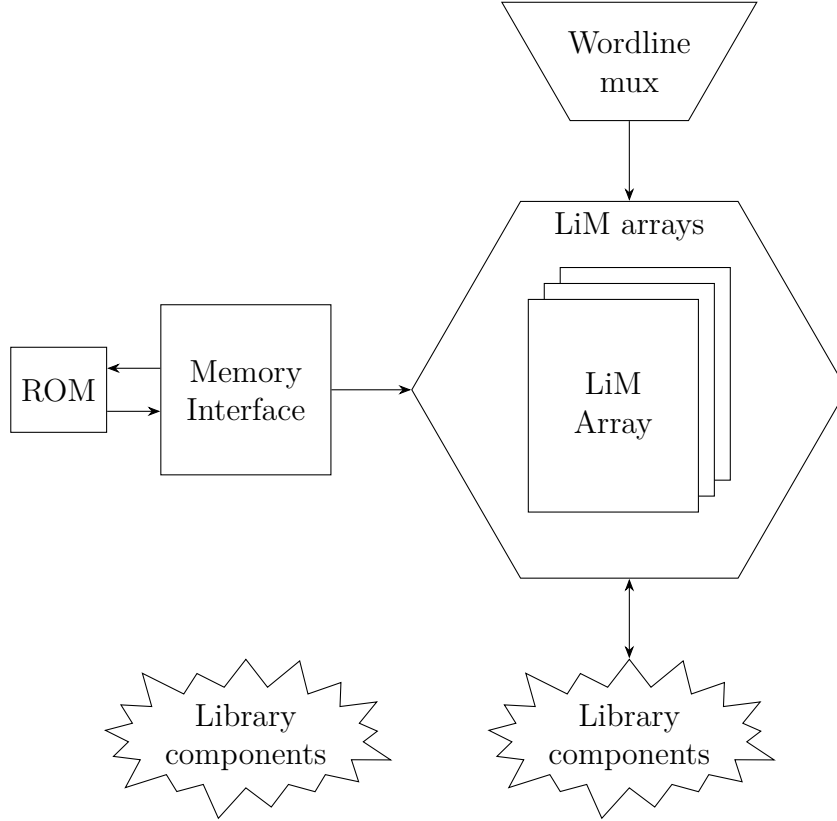 Wordline
mux
LiM arrays
ROM
Memory
Interface
LiM
Array
Library
components
Library
components